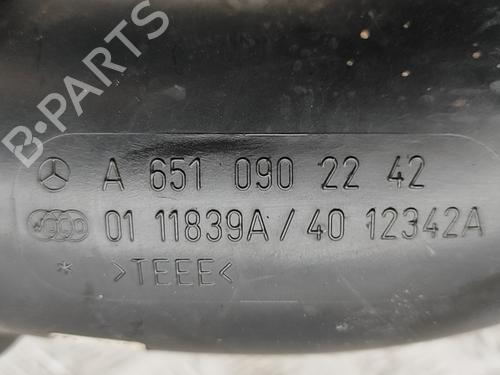 B-PARTS
A 651 090 22 42
01 11839A / 40 12342A
* >TEEE<